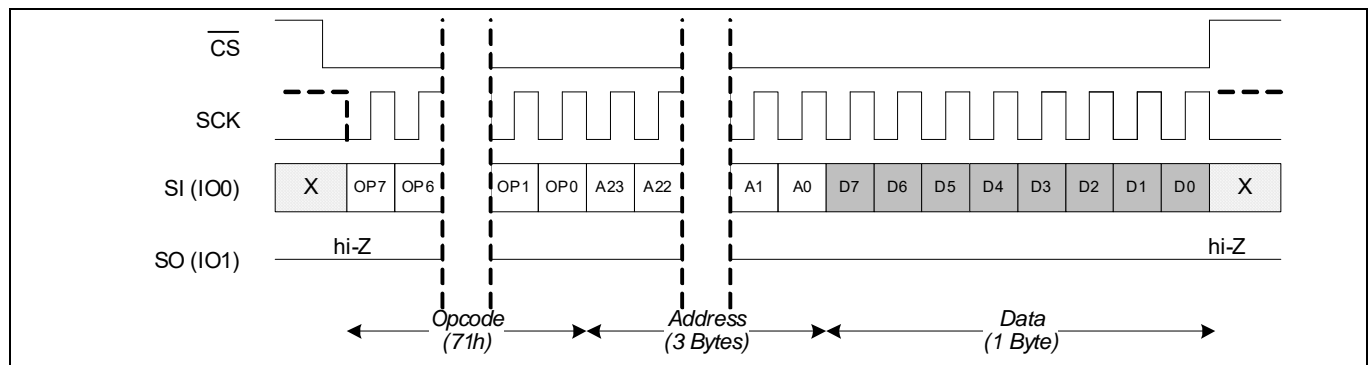 CS
SCK
SI (IO0) X OP7 OP6 OP1 OP0 A23 A22 A1 A0 D7 D6 D5 D4 D3 D2 D1 D0 X
hi-Z hi-Z
SO (IO1)
Opcode Address Data
(71h) (3 Bytes) (1 Byte)